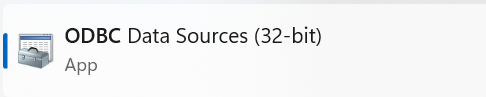 ODBC Data Sources (32-bit)
App